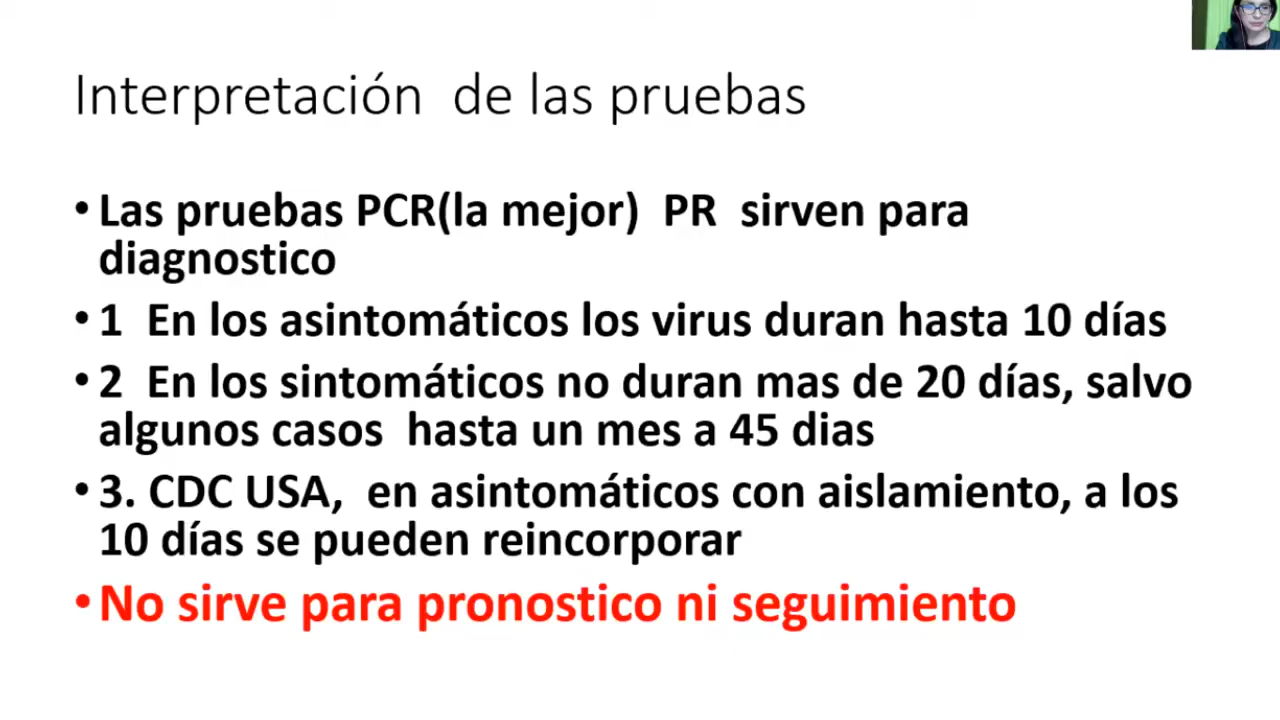 Interpretación de las pruebas
• Las pruebas PCR(la mejor) PR sirven para
diagnostico
• 1 En los asintomáticos los virus duran hasta 10 días
• 2 En los sintomáticos no duran mas de 20 días, salvo
algunos casos hasta un mes a 45 dias
• 3. CDC USA, en asintomáticos con aislamiento, a los
10 días se pueden reincorporar
• No sirve para pronostico ni seguimiento